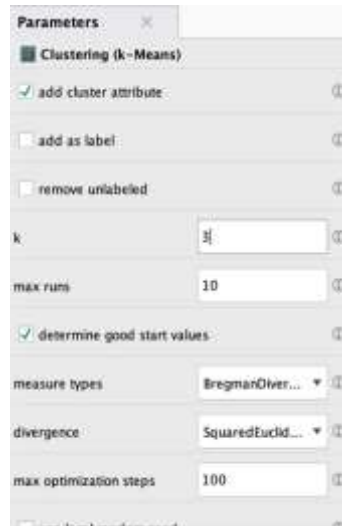 Parameters
Clustering (k-Means)
add cluster attribute
add as label
remove unlabeled
k 3
max runs 10
determine good start values
measure types BregmanDiver...
divergence SquaredEuclid...
max optimization steps 100